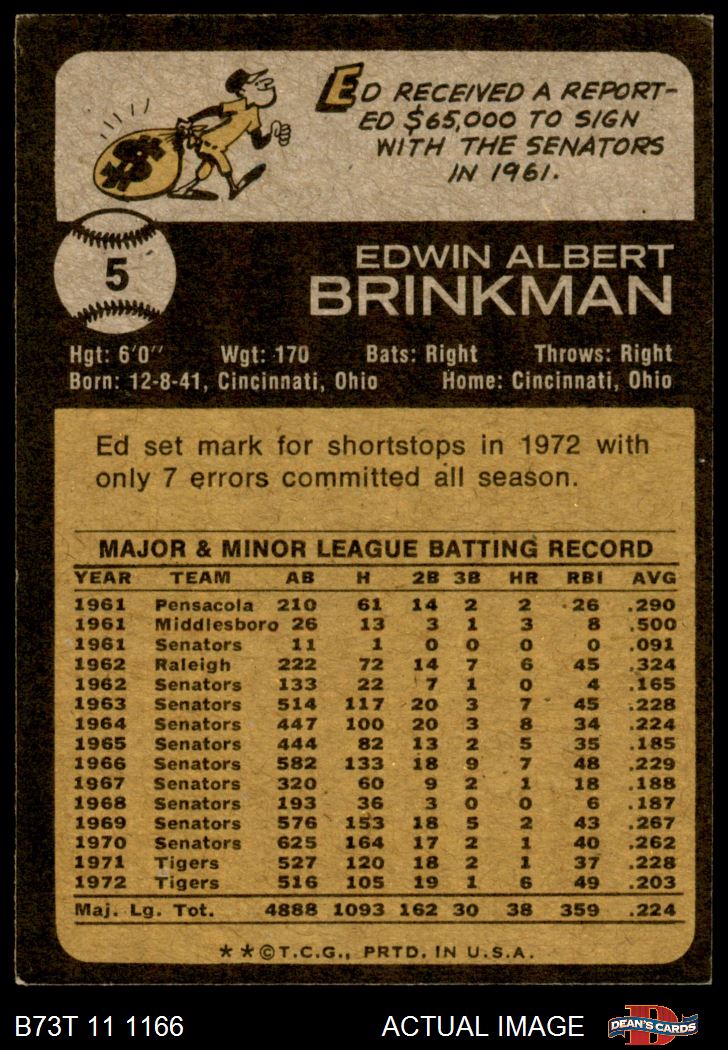 ED RECEIVED A REPORT-
ED $65,000 TO SIGN
WITH THE SENATORS
IN 1961.
5
EDWIN ALBERT
BRINKMAN
Hgt: 6'0" Wgt: 170 Bats: Right Throws: Right
Born: 12-8-41, Cincinnati, Ohio Home: Cincinnati, Ohio
Ed set mark for shortstops in 1972 with
only 7 errors committed all season.
MAJOR & MINOR LEAGUE BATTING RECORD
YEAR TEAM AB H 2B 3B HR RBI AVG
1961 Pensacola 210 61 14 2 2 26 .290
1961 Middlesboro 26 13 3 1 3 8 .500
1961 Senators 11 1 0 0 0 0 .091
1962 Raleigh 222 72 14 7 6 45 .324
1962 Senators 133 22 7 1 0 4 .165
1963 Senators 514 117 20 3 7 45 .228
1964 Senators 447 100 20 3 8 34 .224
1965 Senators 444 82 13 2 5 35 .185
1966 Senators 582 133 18 9 7 48 .229
1967 Senators 320 60 9 2 1 18 .188
1968 Senators 193 36 3 0 0 6 .187
1969 Senators 576 153 18 5 2 43 .267
1970 Senators 625 164 17 2 1 40 .262
1971 Tigers 527 120 18 2 1 37 .228
1972 Tigers 516 105 19 1 6 49 .203
Maj. Lg. Tot. 4888 1093 162 30 38 359 .224
**©T.C.G., PRTD. IN U.S.A.
B73T 11 1166 ACTUAL IMAGE D DEAN'S CARDS